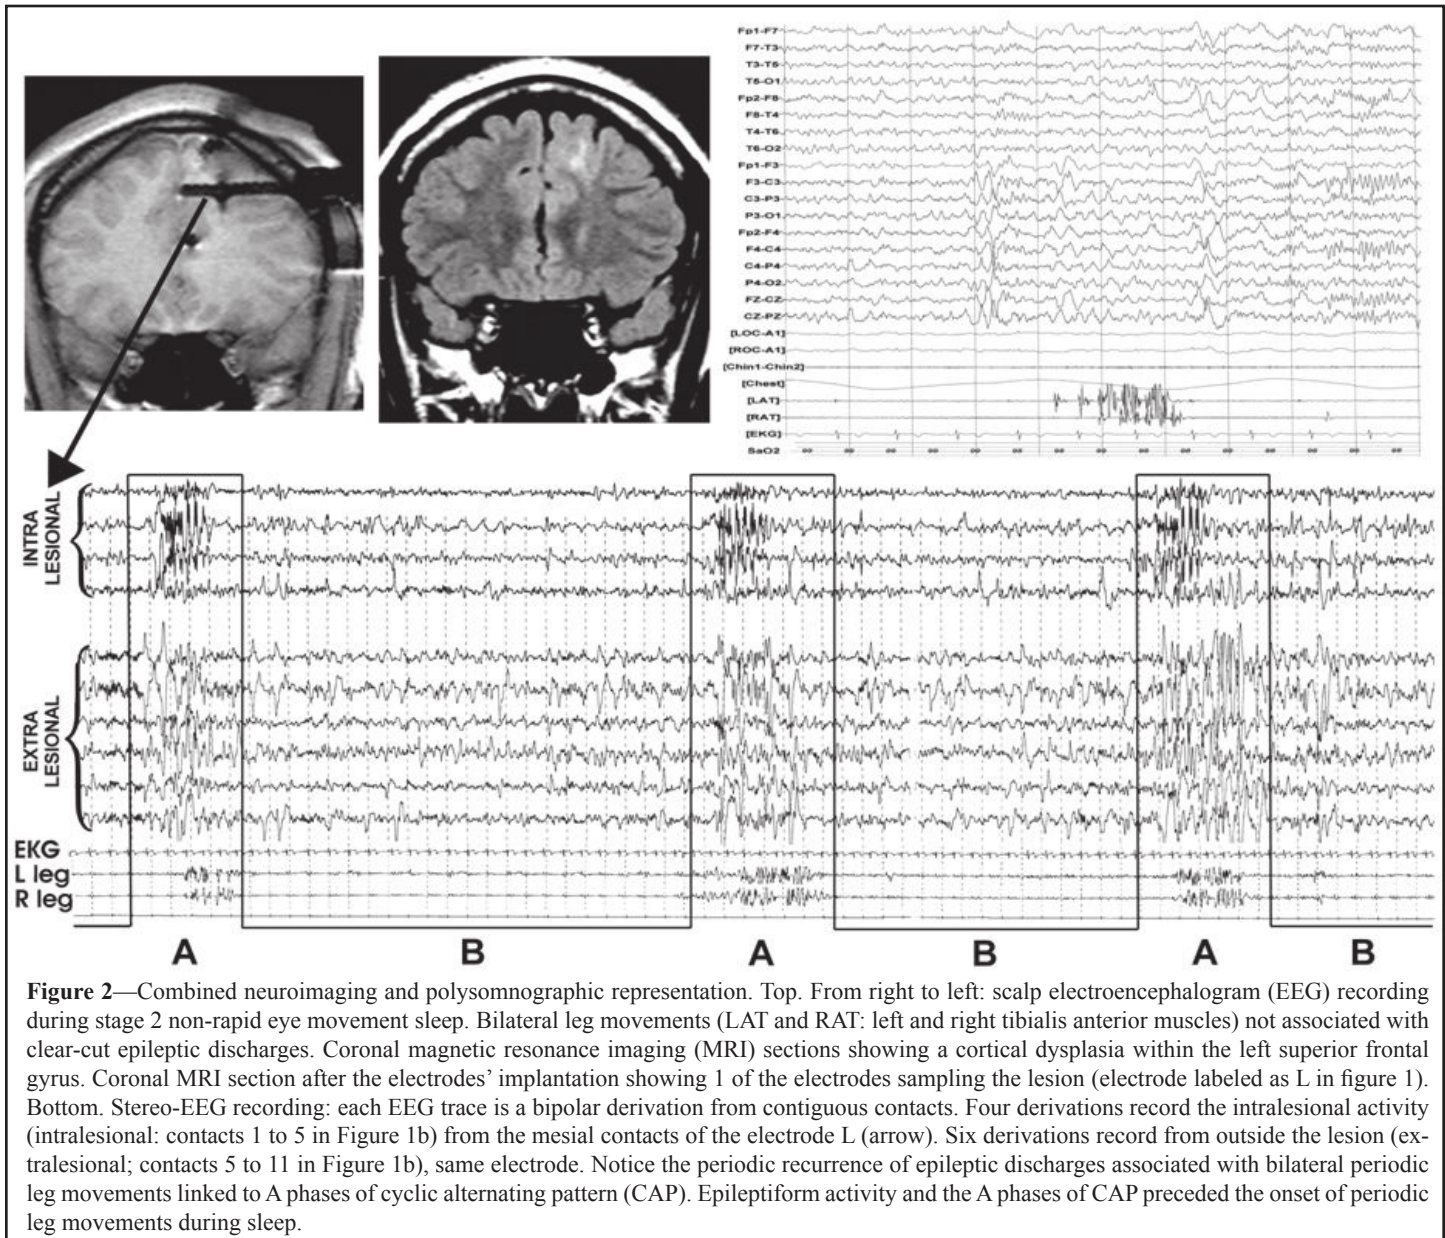 Fp1-F7
F7-T3
T3-T5
T5-O1
Fp2-F8
F8-T4
T4-T6
T6-O2
Fp1-F3
F3-C3
C3-P3
P3-O1
Fp2-F4
F4-C4
C4-P4
P4-O2
FZ-CZ
CZ-PZ
[LOC-A1]
[ROC-A1]
[Chin1-Chin2]
[Chest]
[LAT]
[RAT]
[EKG]
SaO2
INTRA
LESIONAL
EXTRA
LESIONAL
EKG
L leg
R leg
A B A B A B
Figure 2—Combined neuroimaging and polysomnographic representation. Top. From right to left: scalp electroencephalogram (EEG) recording
during stage 2 non-rapid eye movement sleep. Bilateral leg movements (LAT and RAT: left and right tibialis anterior muscles) not associated with
clear-cut epileptic discharges. Coronal magnetic resonance imaging (MRI) sections showing a cortical dysplasia within the left superior frontal
gyrus. Coronal MRI section after the electrodes’ implantation showing 1 of the electrodes sampling the lesion (electrode labeled as L in figure 1).
Bottom. Stereo-EEG recording: each EEG trace is a bipolar derivation from contiguous contacts. Four derivations record the intralesional activity
(intralesional: contacts 1 to 5 in Figure 1b) from the mesial contacts of the electrode L (arrow). Six derivations record from outside the lesion (ex-
tralesional; contacts 5 to 11 in Figure 1b), same electrode. Notice the periodic recurrence of epileptic discharges associated with bilateral periodic
leg movements linked to A phases of cyclic alternating pattern (CAP). Epileptiform activity and the A phases of CAP preceded the onset of periodic
leg movements during sleep.